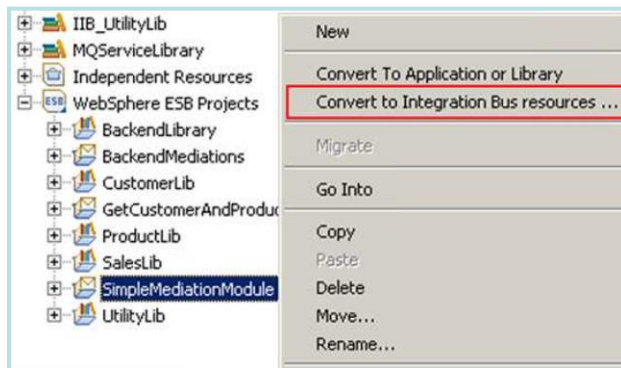 IIB_UtilityLib
MQServiceLibrary
Independent Resources
ESB WebSphere ESB Projects
BackendLibrary
BackendMediations
CustomerLib
GetCustomerAndProduc
ProductLib
SalesLib
SimpleMediationModule
UtilityLib
New
Convert To Application or Library
Convert to Integration Bus resources ...
Migrate
Go Into
Copy
Paste
Delete
Move...
Rename...